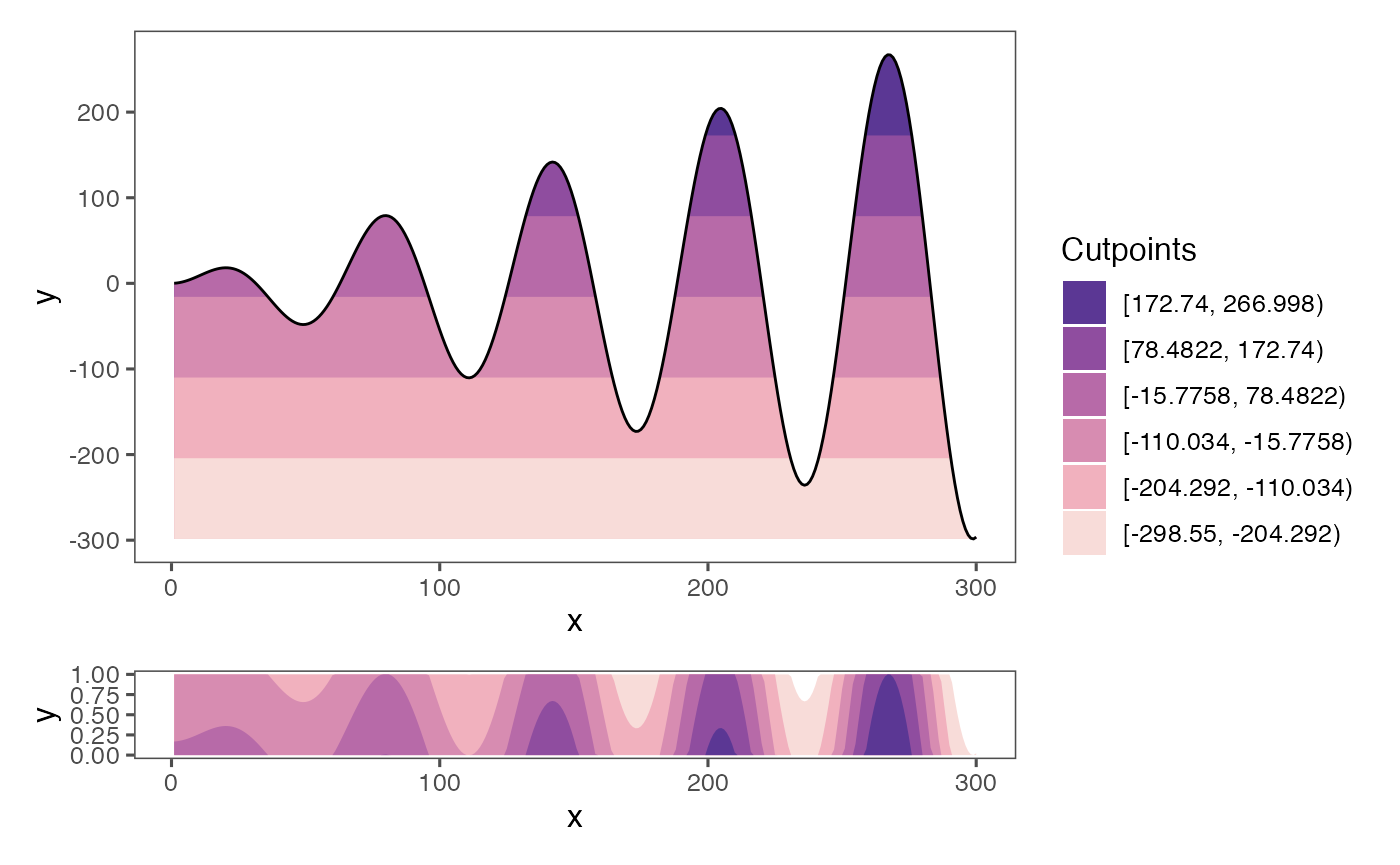 200
100
0
-100
-200
-300
y
0 100 200 300
x
Cutpoints
[172.74, 266.998)
[78.4822, 172.74)
[-15.7758, 78.4822)
[-110.034, -15.7758)
[-204.292, -110.034)
[-298.55, -204.292)
1.00
0.75
0.50
0.25
0.00
y
0 100 200 300
x